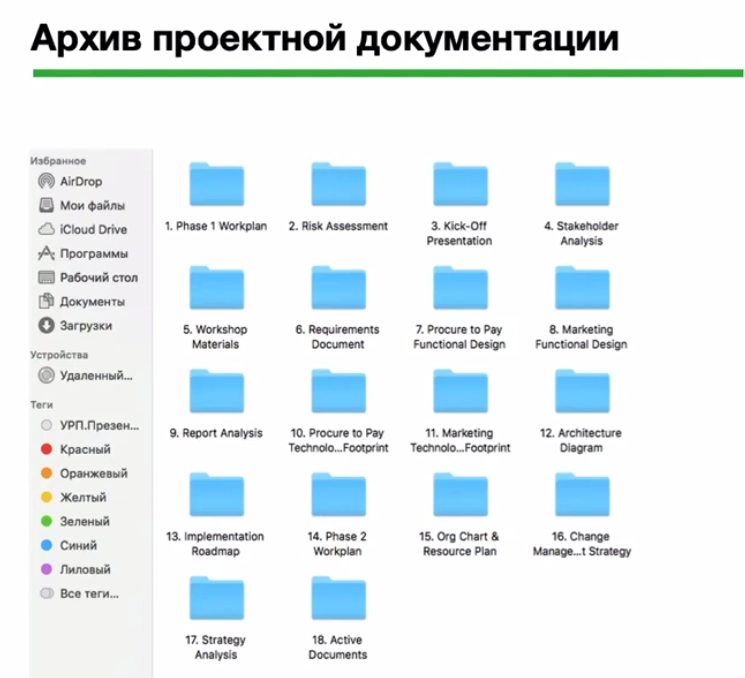 Архив проектной документации
Избранное
AirDrop
Мои файлы
iCloud Drive
Программы
Рабочий стол
Документы
Загрузки
Устройства
Удаленный...
Теги
УРП.Презен...
Красный
Оранжевый
Желтый
Зеленый
Синий
Лиловый
Все теги...
1. Phase 1 Workplan
2. Risk Assessment
3. Kick-Off
Presentation
4. Stakeholder
Analysis
5. Workshop
Materials
6. Requirements
Document
7. Procure to Pay
Functional Design
8. Marketing
Functional Design
9. Report Analysis
10. Procure to Pay
Technolo...Footprint
11. Marketing
Technolo...Footprint
12. Architecture
Diagram
13. Implementation
Roadmap
14. Phase 2
Workplan
15. Org Chart &
Resource Plan
16. Change
Manage...t Strategy
17. Strategy
Analysis
18. Active
Documents